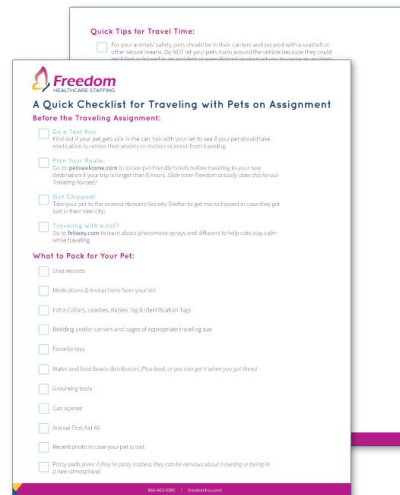 Quick Tips for Travel Time:
For your animals' safety, pets should be in their carriers and secured with a seatbelt or
other secure means. Do NOT let your pets roam around the vehicle because they could
Freedom
HEALTHCARE STAFFING
A Quick Checklist for Traveling with Pets on Assignment
Before the Traveling Assignment:
Do a Test Run.
Find out if your pet gets sick in the car! Talk with your vet to see if your pet should take
medication to relieve their anxiety or motion sickness from traveling.
Plan Your Route.
Go to: petswelcome.com to locate pet-friendly hotels before traveling to your new
destination if your trip is longer than 8 hours. (Side note: Freedom actually does this for our
Traveling Nurses!)
Get Chipped!
Take your pet to the nearest Humane Society Shelter to get microchipped in case they get
lost in their new city!
Traveling with a cat?
Go to feliway.com to learn about pheromone sprays and diffusers to help cats stay calm
while traveling.
What to Pack for Your Pet:
Shot records
Medications & Instructions from your Vet
Extra Collars, Leashes, Rabies Tag & Identification Tags
Bedding and/or carriers and cages of appropriate traveling size
Favorite toys
Water and food bowls distributors (Plus food, or you can get it when you get there)
Grooming tools
Can opener
Animal First Aid Kit
Recent photo in case your pet is lost
Potty pads (even if they're potty trained, they can be nervous about traveling or being in
a new atmosphere)